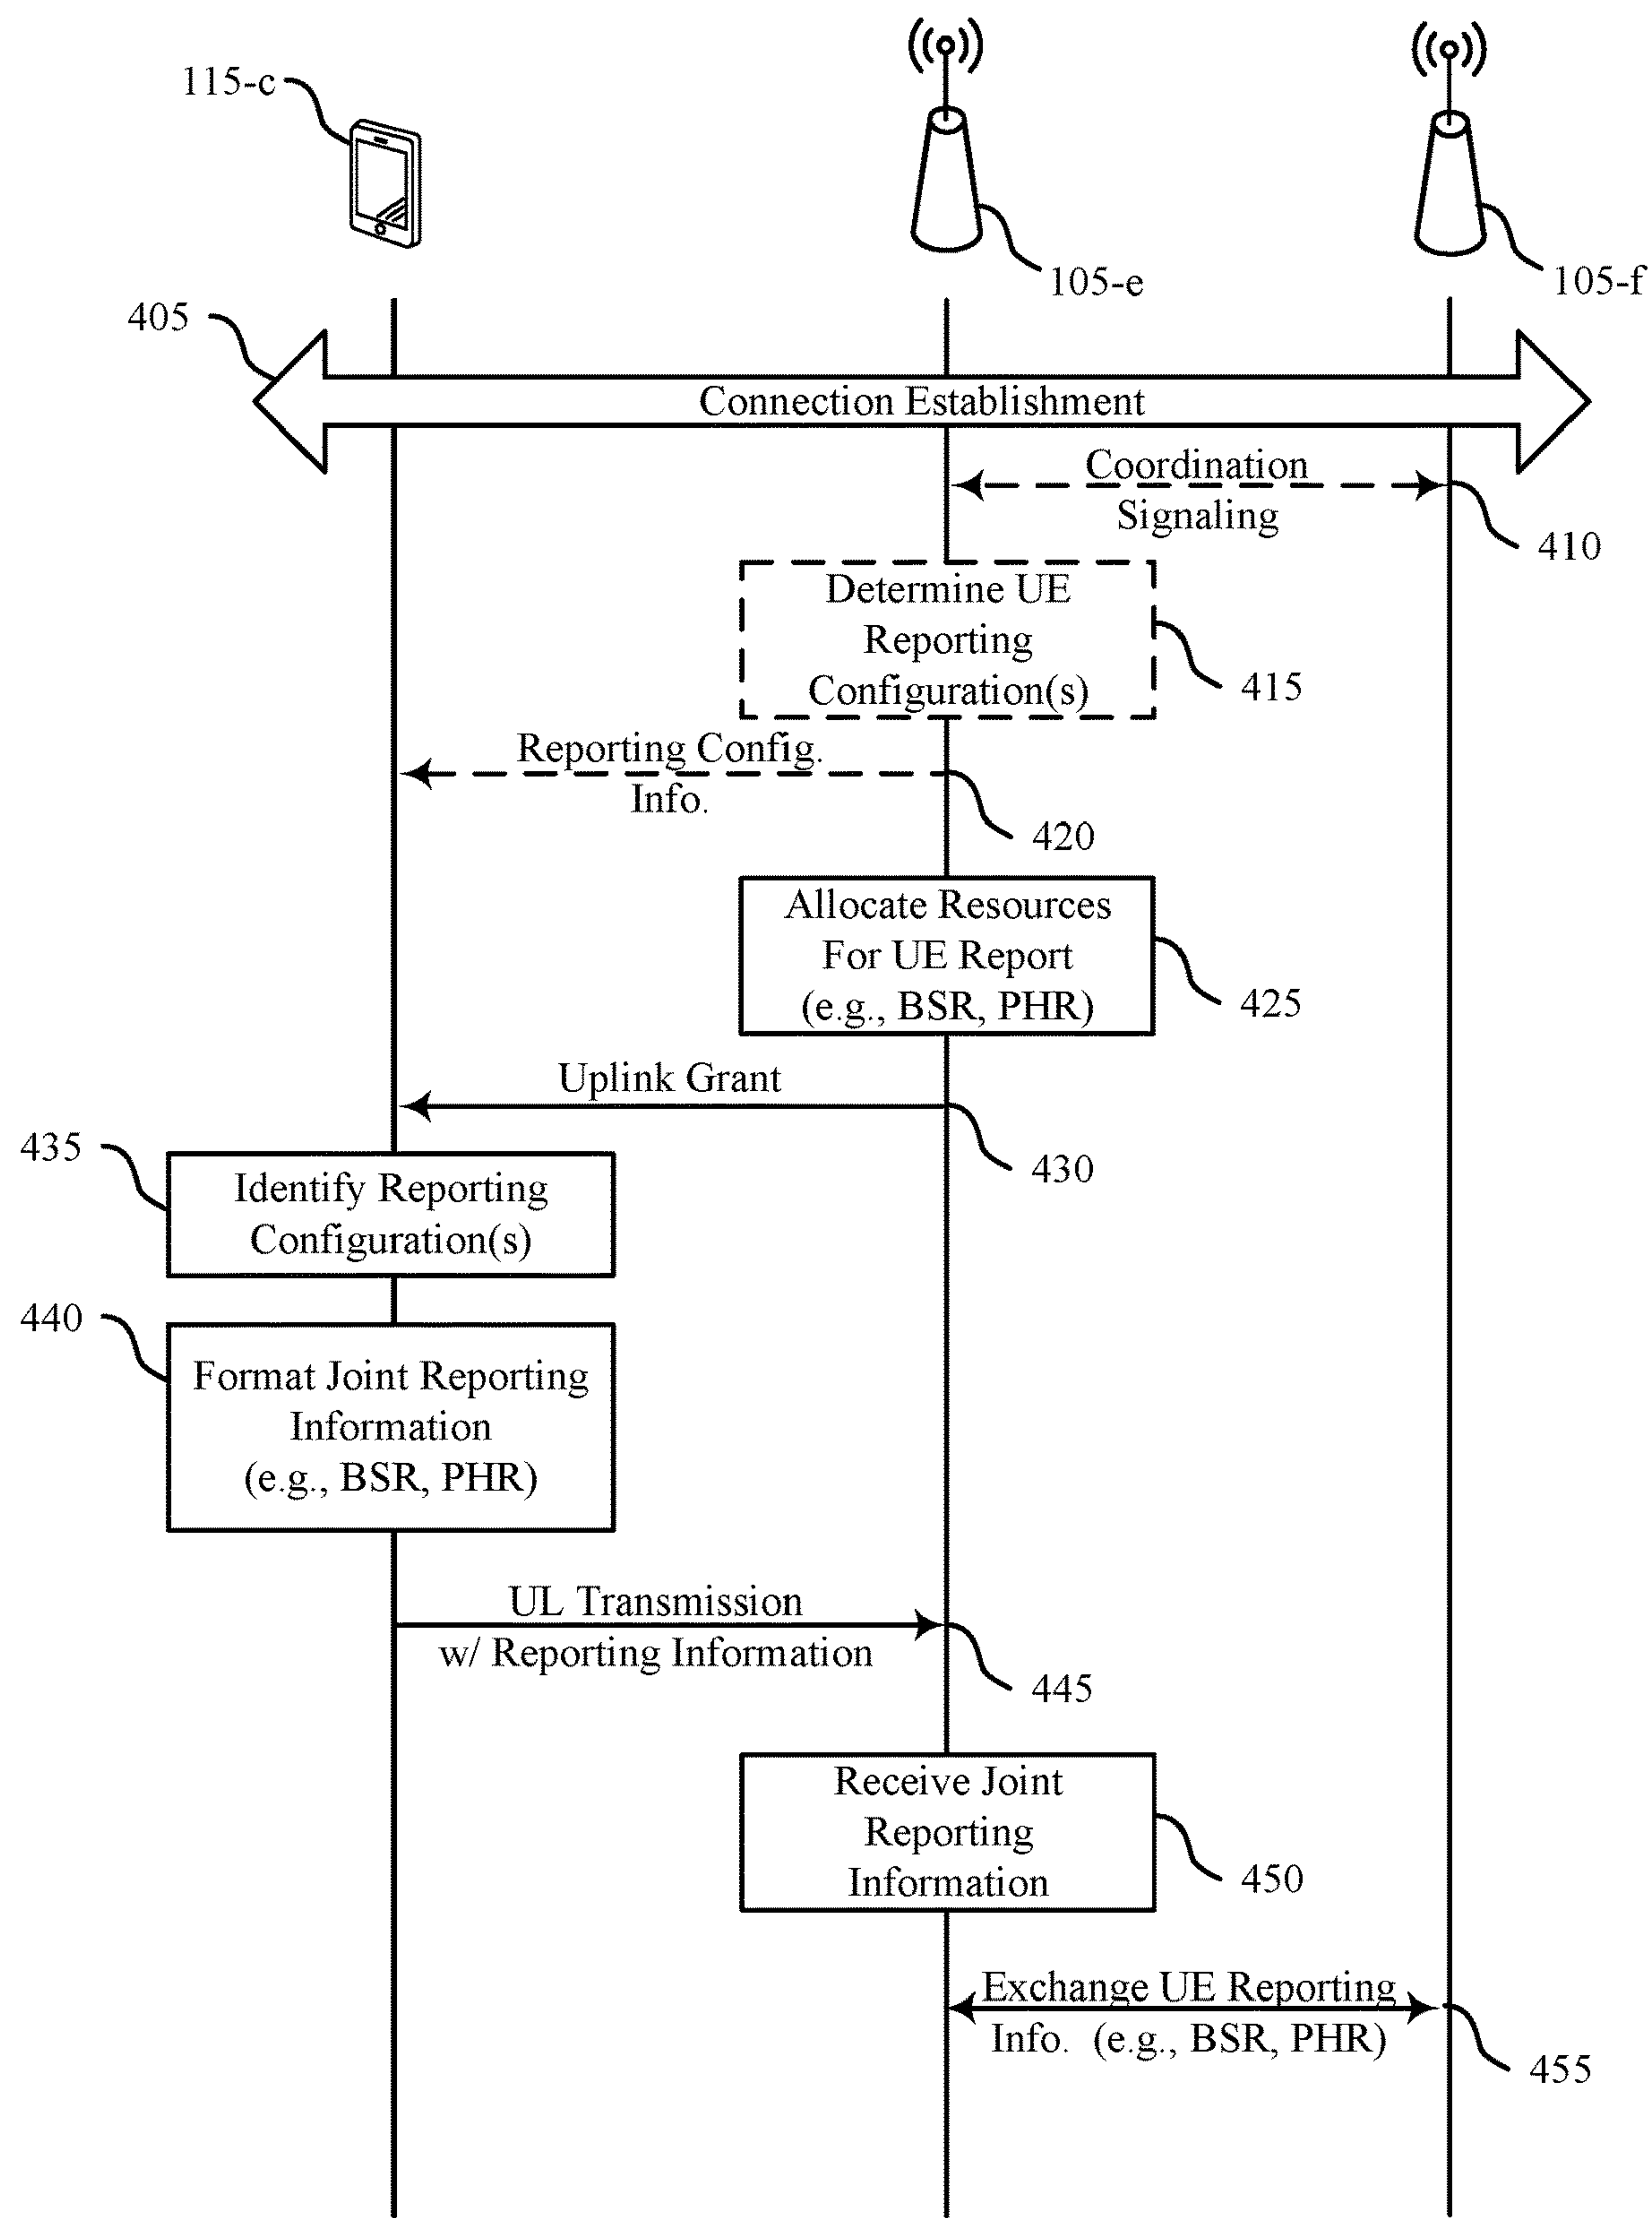 115-c
105-e
105-f
405
Connection Establishment
Coordination
Signaling
410
Determine UE
Reporting
Configuration(s)
415
Reporting Config.
Info.
420
Allocate Resources
For UE Report
(e.g., BSR, PHR)
425
Uplink Grant
430
435
Identify Reporting
Configuration(s)
440
Format Joint Reporting
Information
(e.g., BSR, PHR)
UL Transmission
w/ Reporting Information
445
Receive Joint
Reporting
Information
450
Exchange UE Reporting
Info. (e.g., BSR, PHR)
455